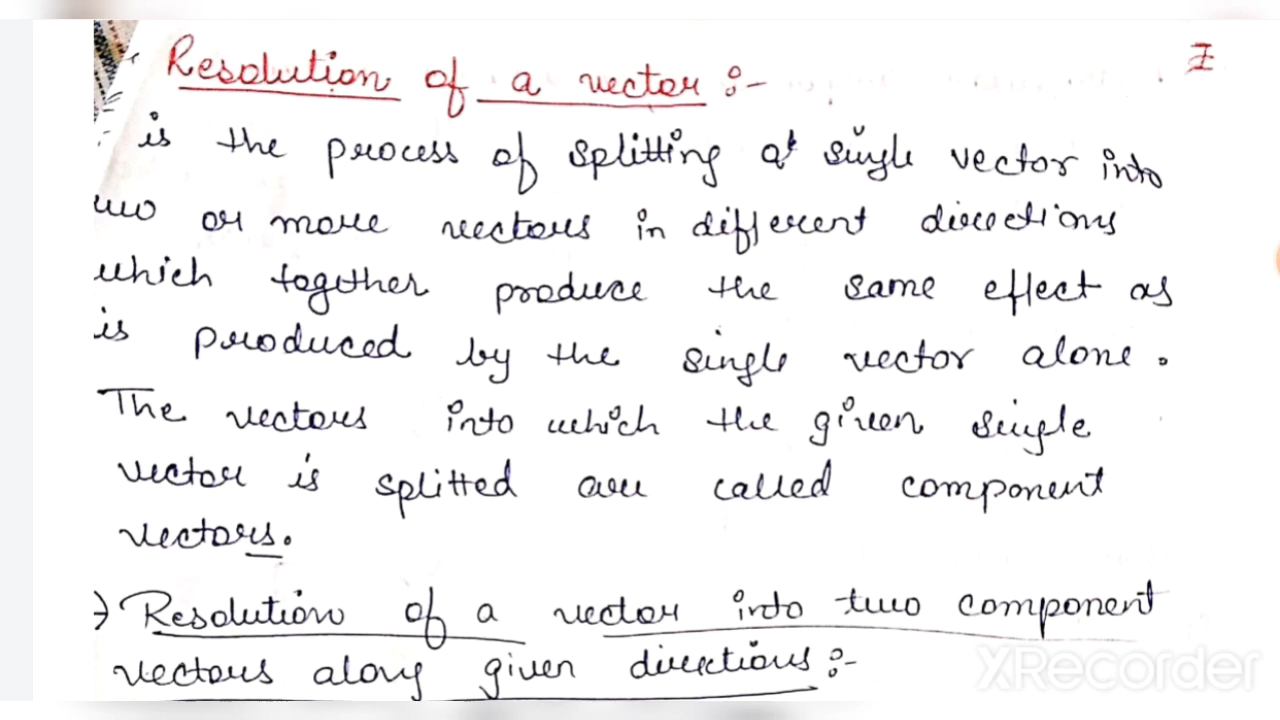 Resolution of a vector :-
I
is the process of splitting of single vector into
two or more vectors in different directions
which together produce the same effect as
is produced by the single vector alone.
The vectors into which the given single
vector is splitted are called component
vectors.
→ Resolution of a vector into two component
vectors along given directions :-
XRecorder